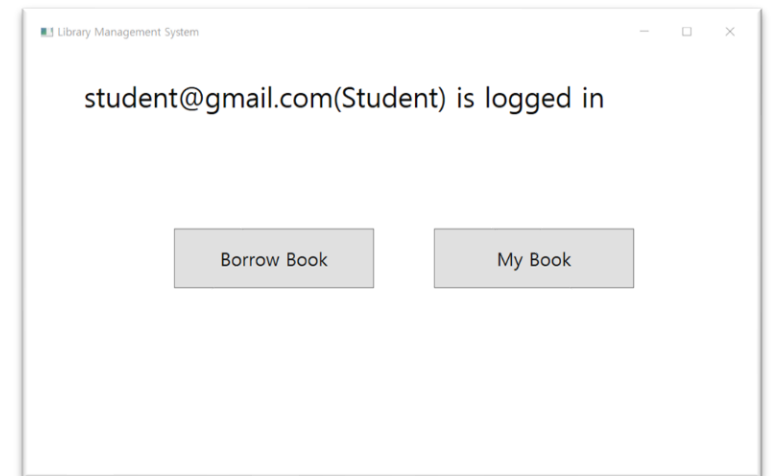 Library Management System
student@gmail.com(Student) is logged in
Borrow Book
My Book